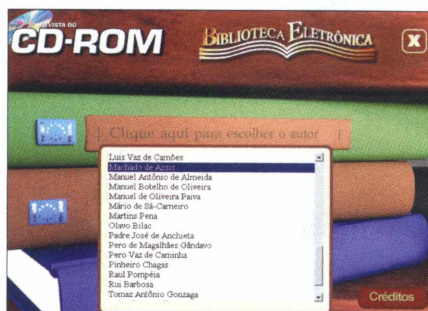 REVISTA DO
CD-ROM
BIBLIOTECA ELETRÔNICA
X
Clique aqui para escolher o autor
Luis Vaz de Camões
Machado de Assis
Manuel Antônio de Almeida
Manuel Botelho de Oliveira
Manuel de Oliveira Paiva
Mário de Sá-Carneiro
Martins Pena
Olavo Bilac
Padre José de Anchieta
Pero de Magalhães Gândavo
Pero Vaz de Caminha
Pinheiro Chagas
Raul Pompéia
Rui Barbosa
Tomaz Antônio Gonzaga
Créditos